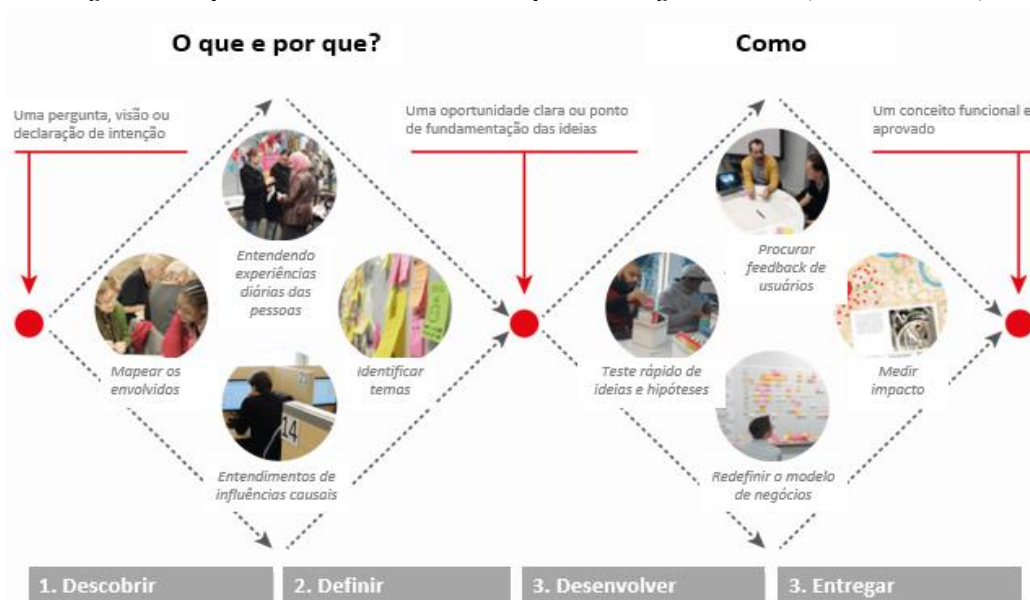 O que e por que?
Como
Uma pergunta, visão ou
declaração de intenção
Uma oportunidade clara ou ponto
de fundamentação das ideias
Um conceito funcional e
aprovado
Entendendo
experiências
diárias das
pessoas
Mapear os
envolvidos
Identificar
temas
14
Entendimentos de
influências causais
Procurar
feedback de
usuários
Teste rápido de
ideias e hipóteses
Medir
impacto
Redefinir o modelo
de negócios
1. Descobrir
2. Definir
3. Desenvolver
3. Entregar